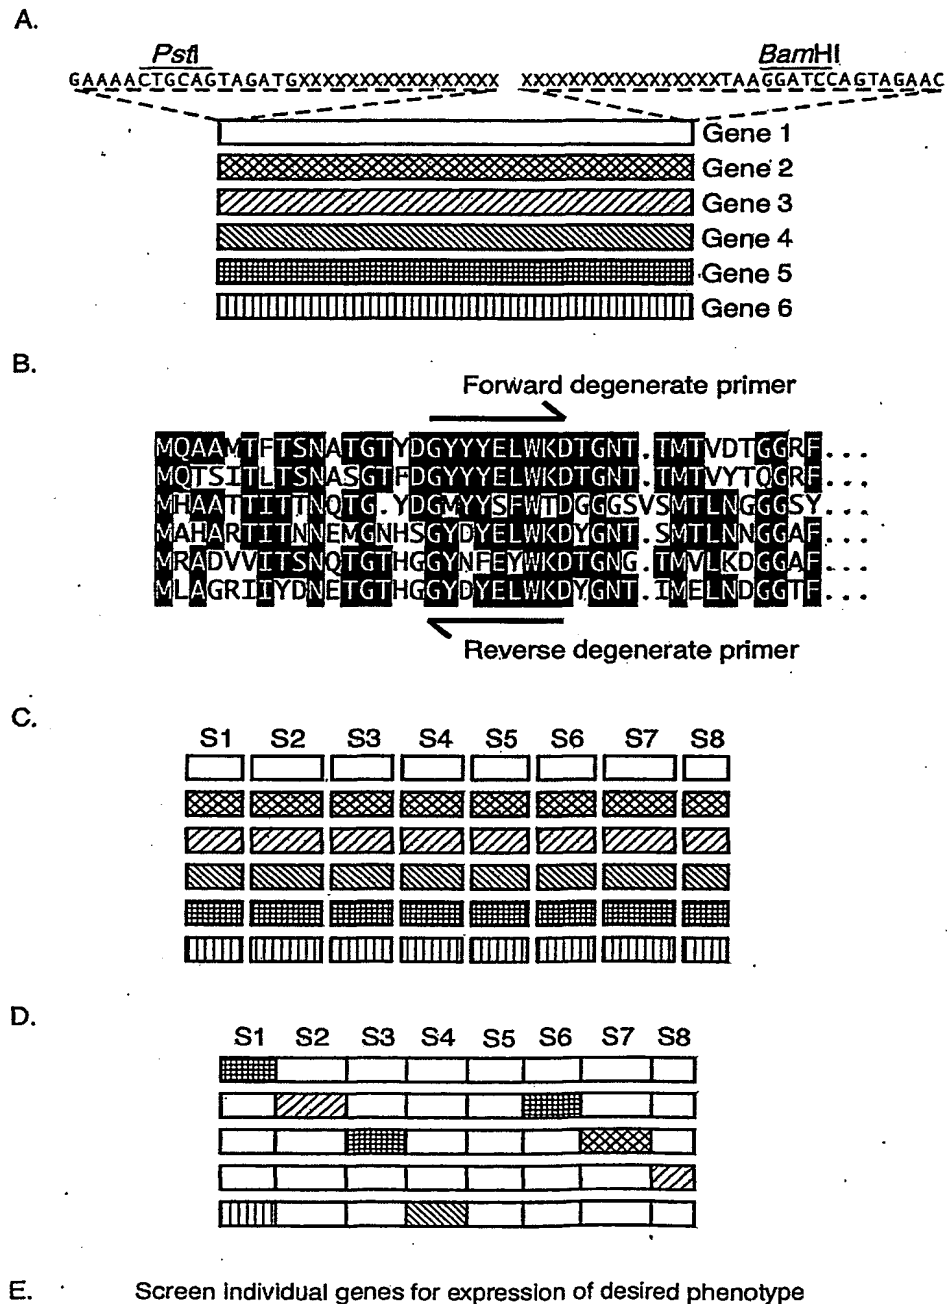 A.
PstI BamHI
GAAAACTGCAGTAGATGXXXXXXXXXXXXXXXXX XXXXXXXXXXXXXXXXXTAAGGATCCAGTAGAAC
Gene 1
Gene 2
Gene 3
Gene 4
Gene 5
Gene 6
B.
Forward degenerate primer
MQAAMTFTSNATGTYDGYYYELWKDTGNT.TMTVDTGGRF...
MQTSITLTSNASGTFDGYYYELWKDTGNT.TMTVYTQGRF...
MHAATTITTNQTG.YDGMYYSFWTDGGGSVSMTLNGGGSY...
MAHARTITNNEMGNHSGYDYELWKDYGNT.SMTLNNGGAF...
MRADVVITSNQTGTHGGYNFEYWKDTGNG.TMVLKDGGAF...
MLAGRIIYDNETGTHGGYDYELWKDYGNT.IMELNDGGTF...
Reverse degenerate primer
C.
S1 S2 S3 S4 S5 S6 S7 S8
D.
S1 S2 S3 S4 S5 S6 S7 S8
E. Screen individual genes for expression of desired phenotype